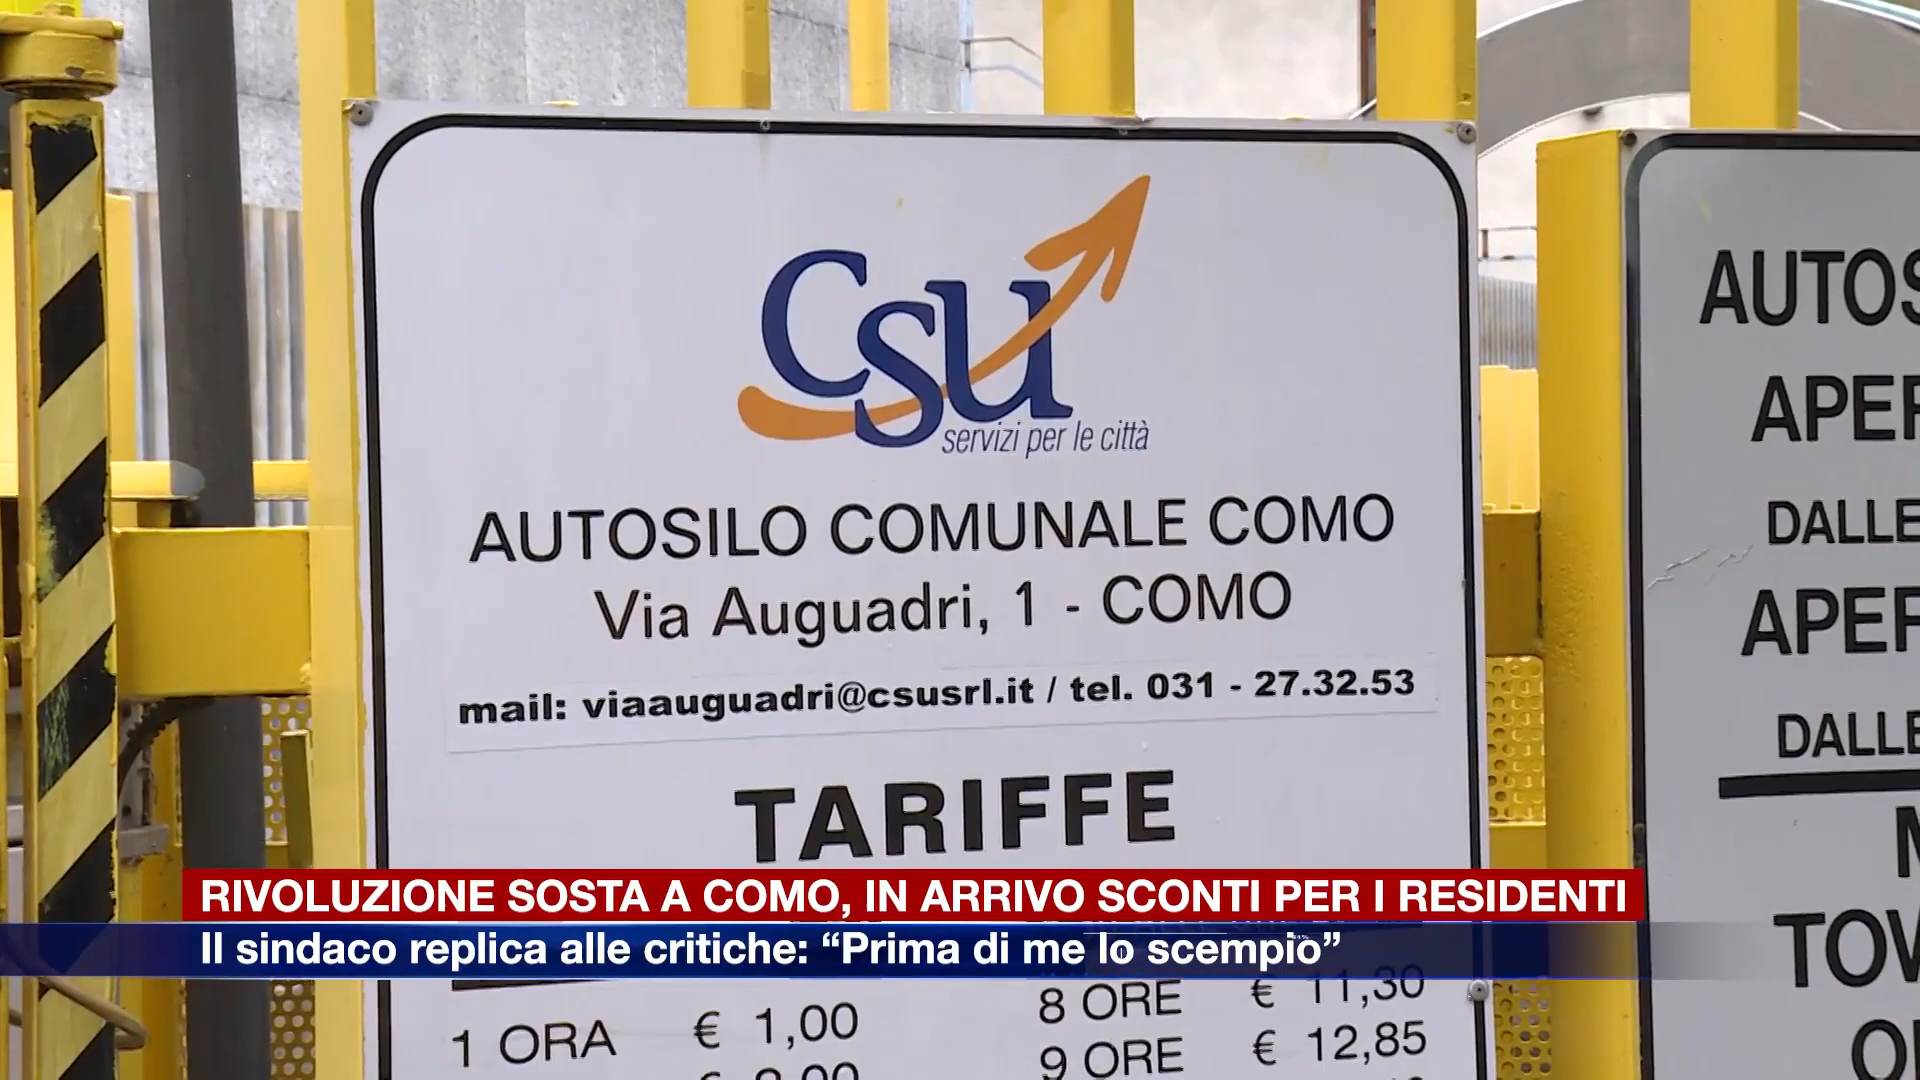 csu
servizi per le città
AUTOSILO COMUNALE COMO
Via Auguadri, 1 - COMO
mail: viaauguadri@csusrl.it / tel. 031 - 27.32.53
TARIFFE
RIVOLUZIONE SOSTA A COMO, IN ARRIVO SCONTI PER I RESIDENTI
Il sindaco replica alle critiche: “Prima di me lo scempio”
1 ORA € 1,00
8 ORE € 11,30
9 ORE € 12,85
AUTOS
APER
DALLE
APER
DALLE